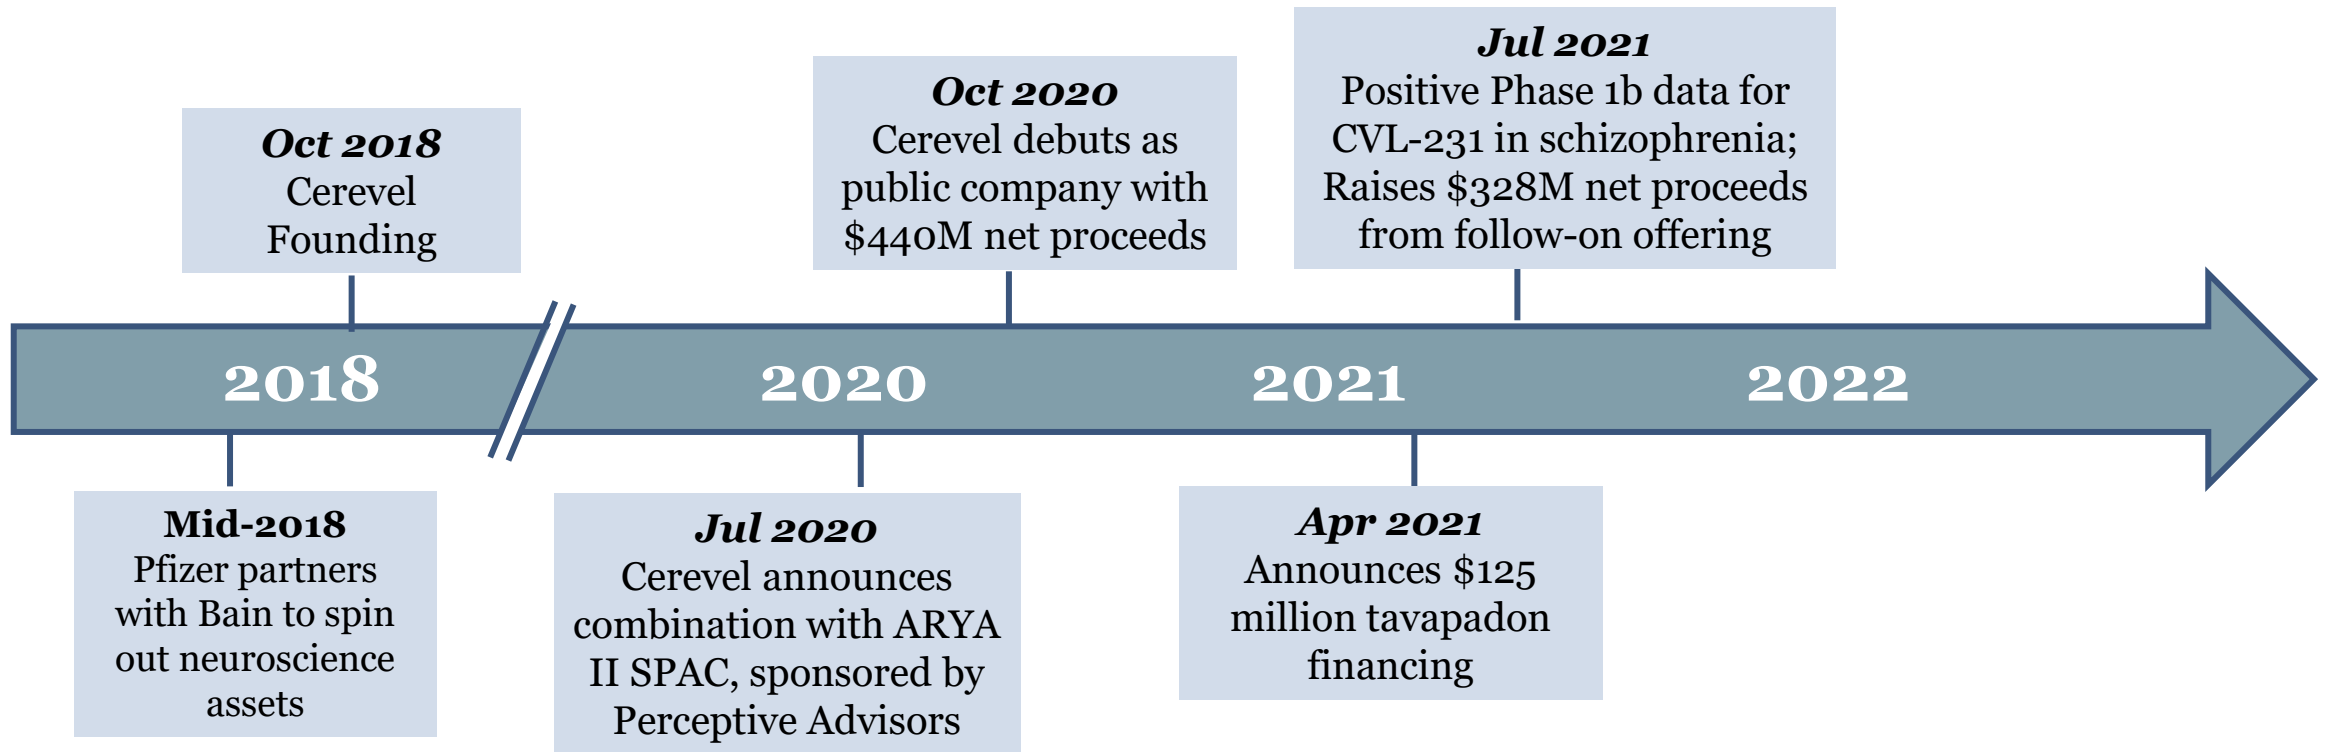 Oct 2018
Cerevel
Founding
Oct 2020
Cerevel debuts as
public company with
$440M net proceeds
Jul 2021
Positive Phase 1b data for
CVL-231 in schizophrenia;
Raises $328M net proceeds
from follow-on offering
2018
2020
2021
2022
Mid-2018
Pfizer partners
with Bain to spin
out neuroscience
assets
Jul 2020
Cerevel announces
combination with ARYA
II SPAC, sponsored by
Perceptive Advisors
Apr 2021
Announces $125
million tavapadon
financing